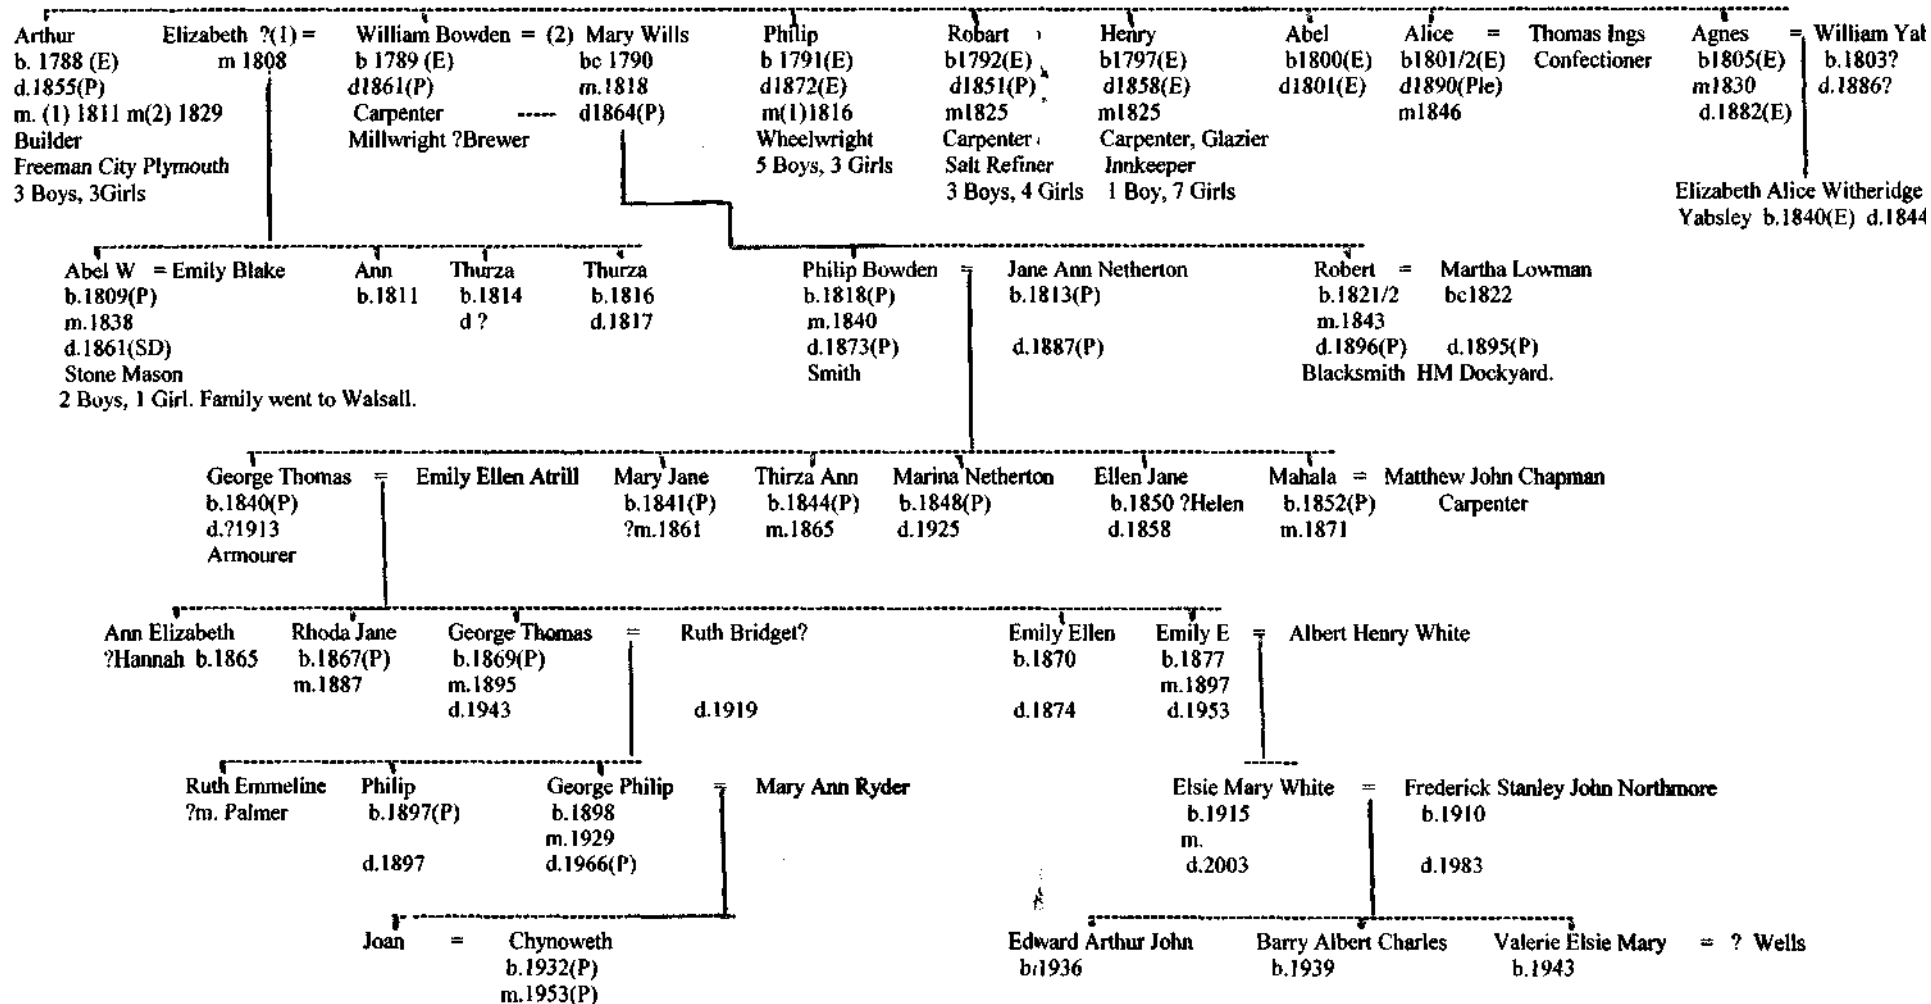 Arthur Elizabeth ?(1) = William Bowden = (2) Mary Wills Philip Robart Henry Abel Alice = Thomas Ings Agnes = William Yab
b. 1788 (E) m 1808 b 1789 (E) bc 1790 b 1791(E) b1792(E) b1797(E) b1800(E) b1801/2(E) Confectioner b1805(E) b.1803?
d.1855(P) d1861(P) m.1818 d1872(E) d1851(P) d1858(E) d1801(E) d1890(Ple) m1830 d.1886?
m. (1) 1811 m(2) 1829 Carpenter ----- d1864(P) m(1)1816 m1825 m1825 m1846 d.1882(E)
Builder Millwright ?Brewer Wheelwright Carpenter Carpenter, Glazier
Freeman City Plymouth 5 Boys, 3 Girls Salt Refiner Innkeeper
3 Boys, 3Girls 3 Boys, 4 Girls 1 Boy, 7 Girls Elizabeth Alice Witheridge
Yabsley b.1840(E) d.1844
Abel W = Emily Blake Ann Thurza Thurza Philip Bowden = Jane Ann Netherton Robert = Martha Lowman
b.1809(P) b.1811 b.1814 b.1816 b.1818(P) b.1813(P) b.1821/2 bc1822
m.1838 d ? d.1817 m.1840 m.1843
d.1861(SD) d.1873(P) d.1887(P) d.1896(P) d.1895(P)
Stone Mason Smith Blacksmith HM Dockyard.
2 Boys, 1 Girl. Family went to Walsall.
George Thomas = Emily Ellen Atrill Mary Jane Thirza Ann Marina Netherton Ellen Jane Mahala = Matthew John Chapman
b.1840(P) b.1841(P) b.1844(P) b.1848(P) b.1850 ?Helen b.1852(P) Carpenter
d.?1913 ?m.1861 m.1865 d.1925 d.1858 m.1871
Armourer
Ann Elizabeth Rhoda Jane George Thomas = Ruth Bridget? Emily Ellen Emily E = Albert Henry White
?Hannah b.1865 b.1867(P) b.1869(P) b.1870 b.1877
m.1887 m.1895 m.1897
d.1943 d.1919 d.1874 d.1953
Ruth Emmeline Philip George Philip = Mary Ann Ryder Elsie Mary White = Frederick Stanley John Northmore
?m. Palmer b.1897(P) b.1898 b.1915 b.1910
m.1929 m.
d.1897 d.1966(P) d.2003 d.1983
Joan = Chynoweth Edward Arthur John Barry Albert Charles Valerie Elsie Mary = ? Wells
b.1932(P) b.1936 b.1939 b.1943
m.1953(P)